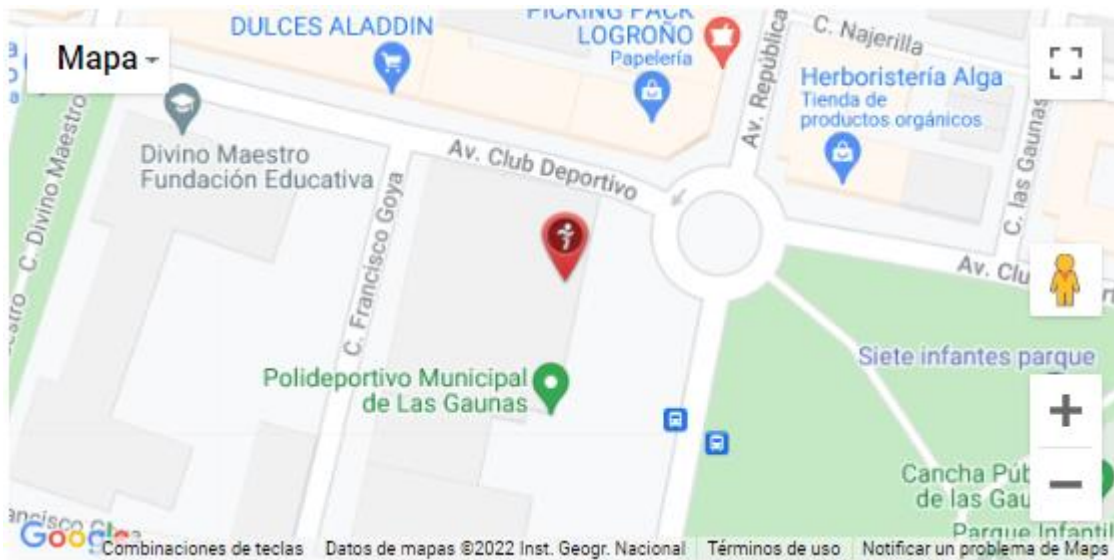 DULCES ALADDIN
PICKING PACK
LOGROÑO
Papelería
Av. República
C. Najerilla
Mapa
Herboristería Alga
Tienda de
productos orgánicos
C. las Gaunas
C. Divino Maestro
Divino Maestro
Fundación Educativa
Av. Club Deportivo
C. Francisco Goya
Av.
Siete infantes parque
Polideportivo Municipal
de Las Gaunas
Cancha
de las
Parque Infantil
Google
Combinaciones de teclas
Datos de mapas ©2022 Inst. Geogr. Nacional
Términos de uso
Notificar un problema de Maps